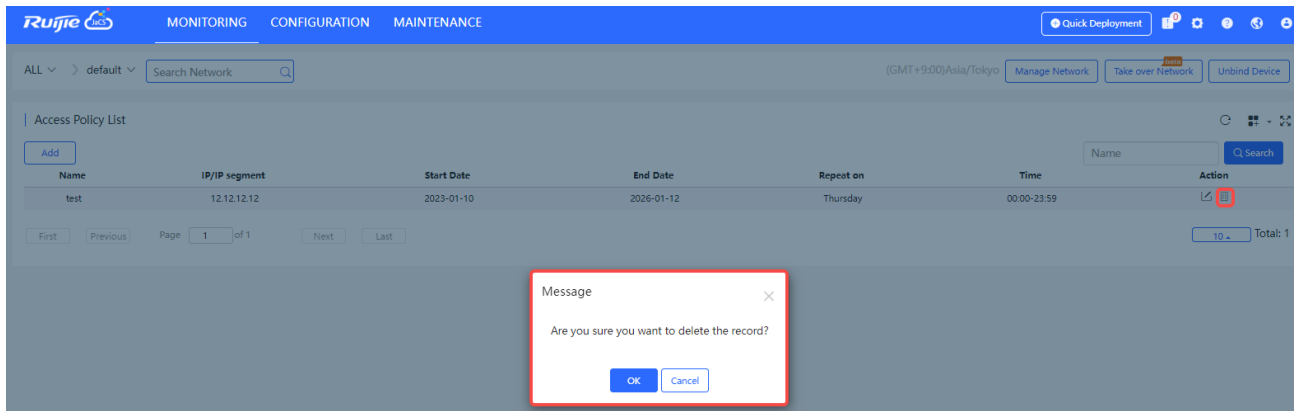 Ruijie JaCS MONITORING CONFIGURATION MAINTENANCE Quick Deployment 0
ALL default Search Network (GMT+9:00)Asia/Tokyo Manage Network Take over Network beta Unbind Device
Access Policy List
Add Name Search
Name IP/IP segment Start Date End Date Repeat on Time Action
test 12.12.12.12 2023-01-10 2026-01-12 Thursday 00:00-23:59
First Previous Page 1 of 1 Next Last 10 Total: 1
Message
Are you sure you want to delete the record?
OK Cancel